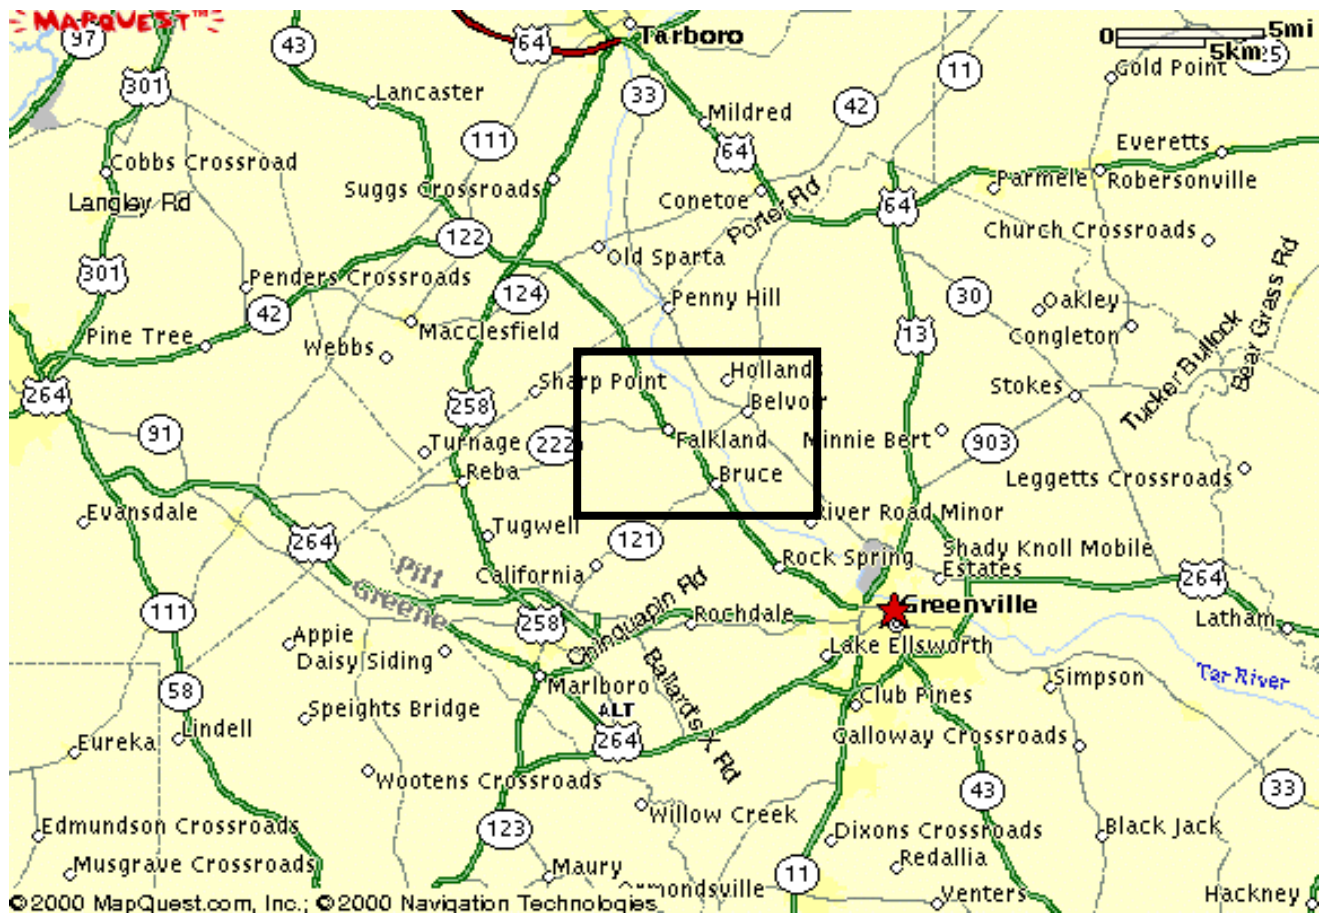 MAPQUEST™
97
43
64
Tarboro
0
5mi
5km
301
Lancaster
33
42
11
Gold Point
Mildred
111
64
Everetts
Cobbs Crossroad
Suggs Crossroads
Conetoe
Parmele
Robersonville
Langley Rd
Porter Rd
64
122
Old Sparta
Church Crossroads
301
Penders Crossroads
124
Penny Hill
30
Oakley
Bear Grass Rd
42
Macclesfield
13
Congleton
Pine Tree
Webbs
Tucker Bullock
264
Sharp Point
Hollands
Stokes
258
Belvoir
91
Turnage
222
Falkland
Minnie Bert
903
Reba
Bruce
Leggetts Crossroads
Evansdale
Tugwell
River Road Minor
264
121
Rock Spring
Shady Knoll Mobile
Estates
Pitt
California
264
Greene
Chinquapin Rd
111
258
Rochdale
Greenville
Latham
Appie
Daisy Siding
Lake Ellsworth
Ballards X Rd
58
Marlboro
Simpson
Tar River
Speights Bridge
ALT
264
Club Pines
Lindell
Galloway Crossroads
Eureka
Wootens Crossroads
43
33
Willow Creek
Edmundson Crossroads
123
Dixons Crossroads
Black Jack
Musgrave Crossroads
Maury
11
Redallia
mondsville
Venters
Hackney
©2000 MapQuest.com, Inc.; ©2000 Navigation Technologies